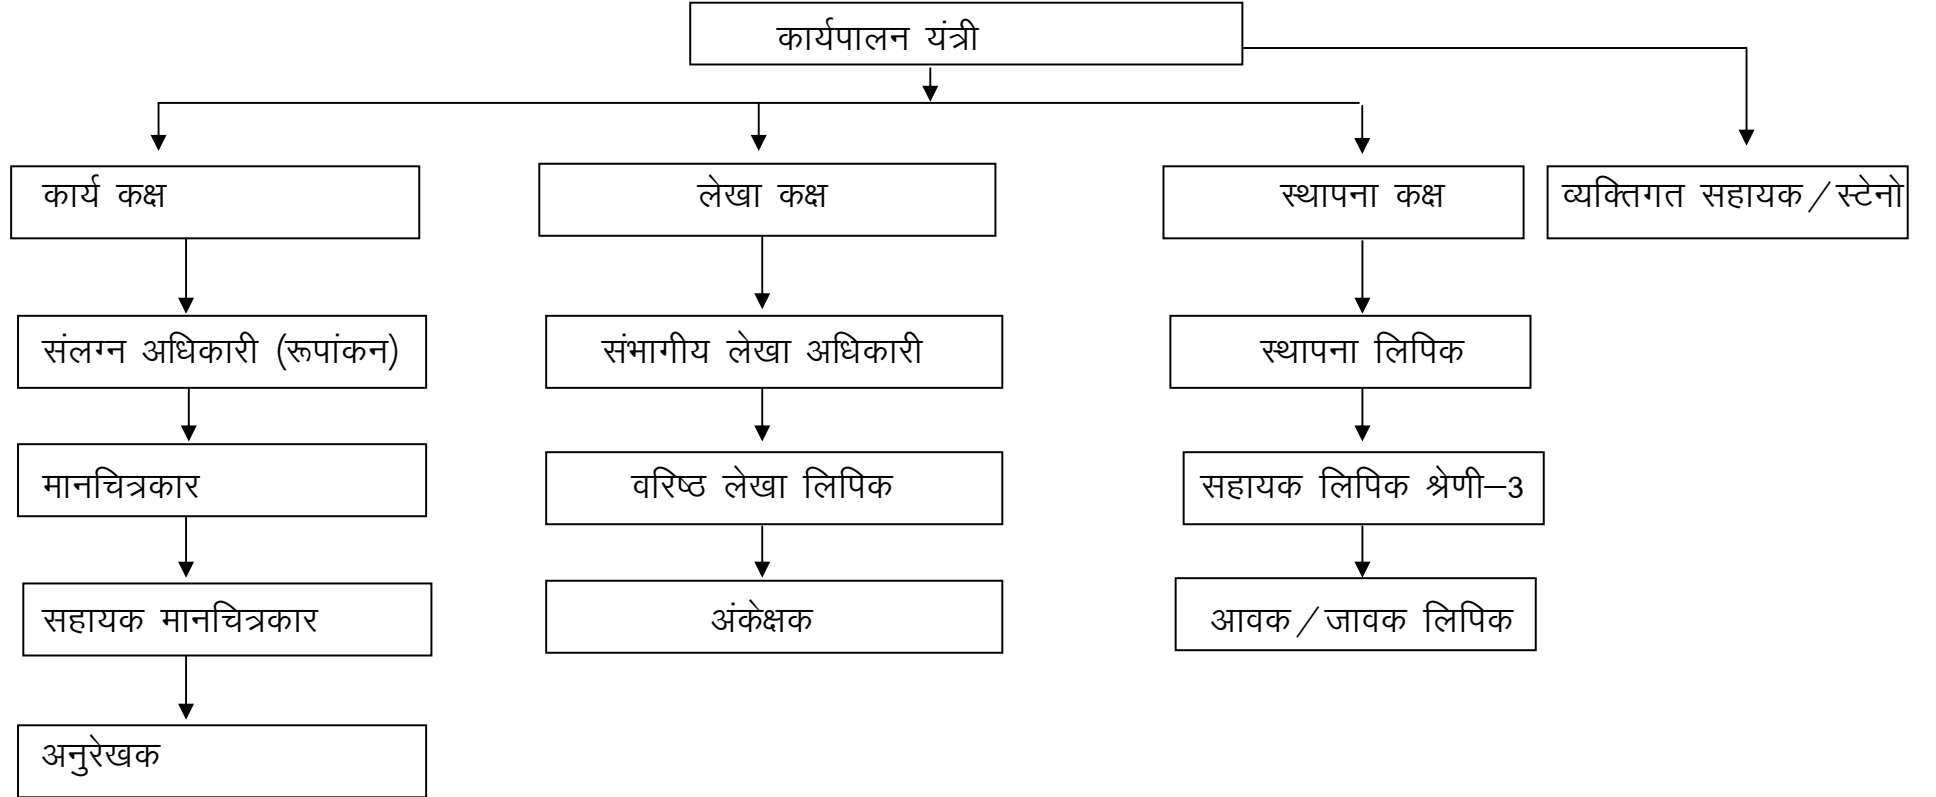 कार्यपालन यंत्री
कार्य कक्ष
लेखा कक्ष
स्थापना कक्ष
व्यक्तिगत सहायक/स्टेनो
संलग्न अधिकारी (रूपांकन)
संभागीय लेखा अधिकारी
स्थापना लिपिक
मानचित्रकार
वरिष्ठ लेखा लिपिक
सहायक लिपिक श्रेणी–3
सहायक मानचित्रकार
अंकेक्षक
आवक/जावक लिपिक
अनुरेखक